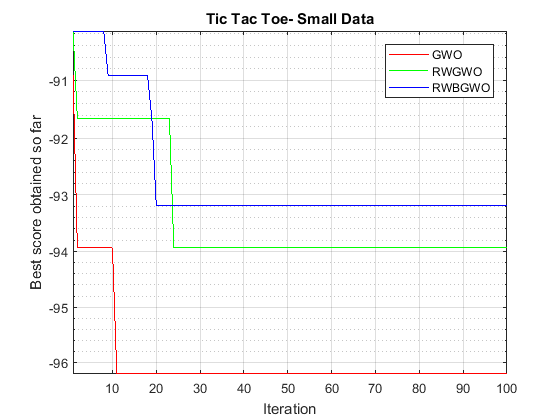 Tic Tac Toe- Small Data
GWO
RWGWO
RWBGWO
Best score obtained so far
-91
-92
-93
-94
-95
-96
10 20 30 40 50 60 70 80 90 100
Iteration